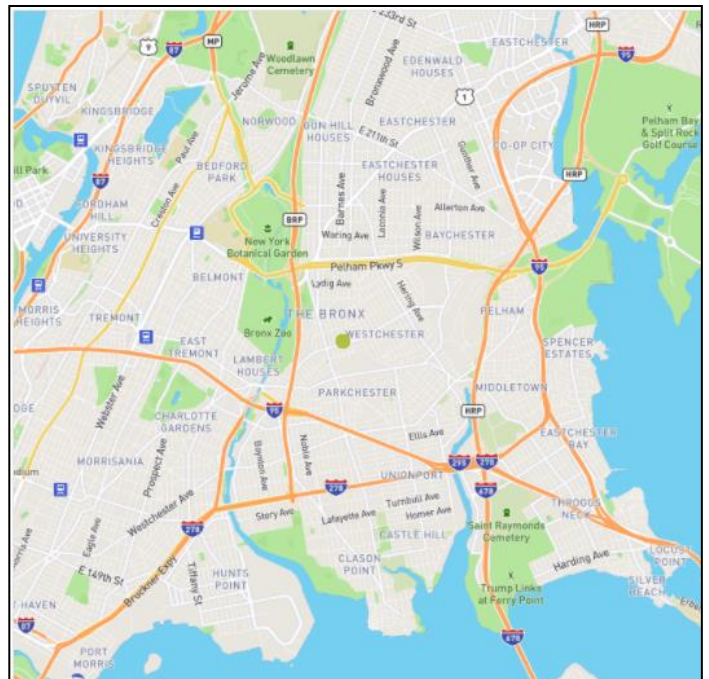 E 233rd St
HRP
EASTCHESTER
87
MP
9
Woodlawn
Cemetery
Bronxwood Ave
EDENWALD
HOUSES
95
Jerome Ave
SPUYTEN
DUYVIL
KINGSBRIDGE
1
NORWOOD
GUN HILL
HOUSES
EASTCHESTER
E 211th St
Pelham Bay
& Split Rock
Golf Course
KINGSBRIDGE
HEIGHTS
Paul Ave
Gunther Ave
CO-OP CITY
ill Park
BEDFORD
PARK
EASTCHESTER
HOUSES
HRP
87
FORDHAM
HILL
Creston Ave
BRP
Barnes Ave
Laconia Ave
Wilson Ave
Allerton Ave
UNIVERSITY
HEIGHTS
New York
Botanical Garden
Waring Ave
BAYCHESTER
BELMONT
Pelham Pkwy S
95
Lydig Ave
Hering Ave
MORRIS
HEIGHTS
TREMONT
Bronx Zoo
THE BRONX
PELHAM
WESTCHESTER
EAST
TREMONT
SPENCER
ESTATES
LAMBERT
HOUSES
Webster Ave
PARKCHESTER
MIDDLETOWN
DGE
CHARLOTTE
GARDENS
95
HRP
Ellis Ave
EASTCHESTER
BAY
Prospect Ave
Boynton Ave
Noble Ave
MORRISANIA
295
278
dium
UNIONPORT
278
678
Westchester Ave
Story Ave
Lafayette Ave
Turnbull Ave
Homer Ave
THROGGS
NECK
278
Saint Raymonds
Cemetery
CASTLE HILL
Eagle Ave
CLASON
POINT
Harding Ave
LOCUST
POINT
E 149th St
Bruckner Expy
Tiffany St
HUNTS
POINT
Trump Links
at Ferry Point
SILVER
BEACH
T HAVEN
87
678
PORT
MORRIS